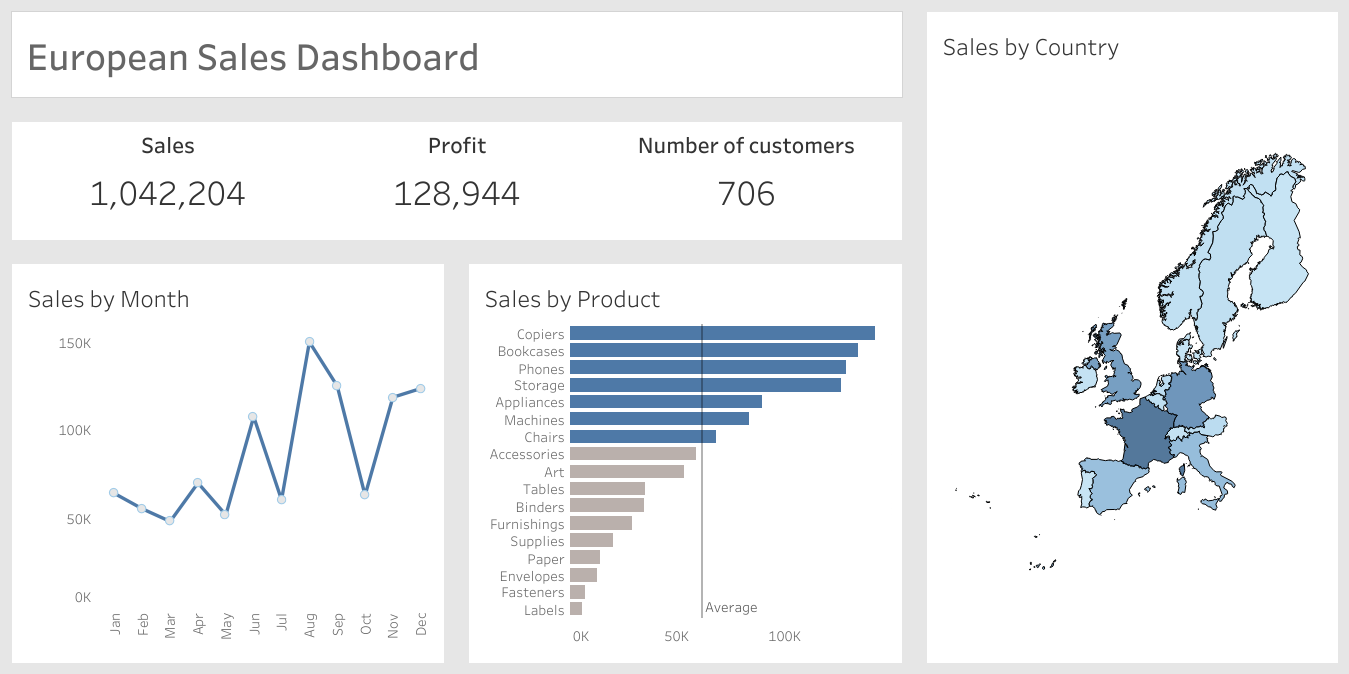 European Sales Dashboard
Sales
1,042,204
Profit
128,944
Number of customers
706
Sales by Month
150K
100K
50K
0K
Jan
Feb
Mar
Apr
May
Jun
Jul
Aug
Sep
Oct
Nov
Dec
Sales by Product
Copiers
Bookcases
Phones
Storage
Appliances
Machines
Chairs
Accessories
Art
Tables
Binders
Furnishings
Supplies
Paper
Envelopes
Fasteners
Labels
Average
0K
50K
100K
Sales by Country